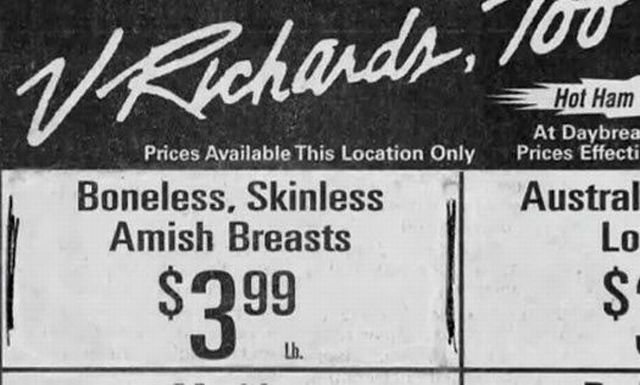 V Richards, Too
Hot Ham
At Daybrea
Prices Available This Location Only
Prices Effecti
Boneless, Skinless
Amish Breasts
$3.99
Lb.
Austral
Lo
$